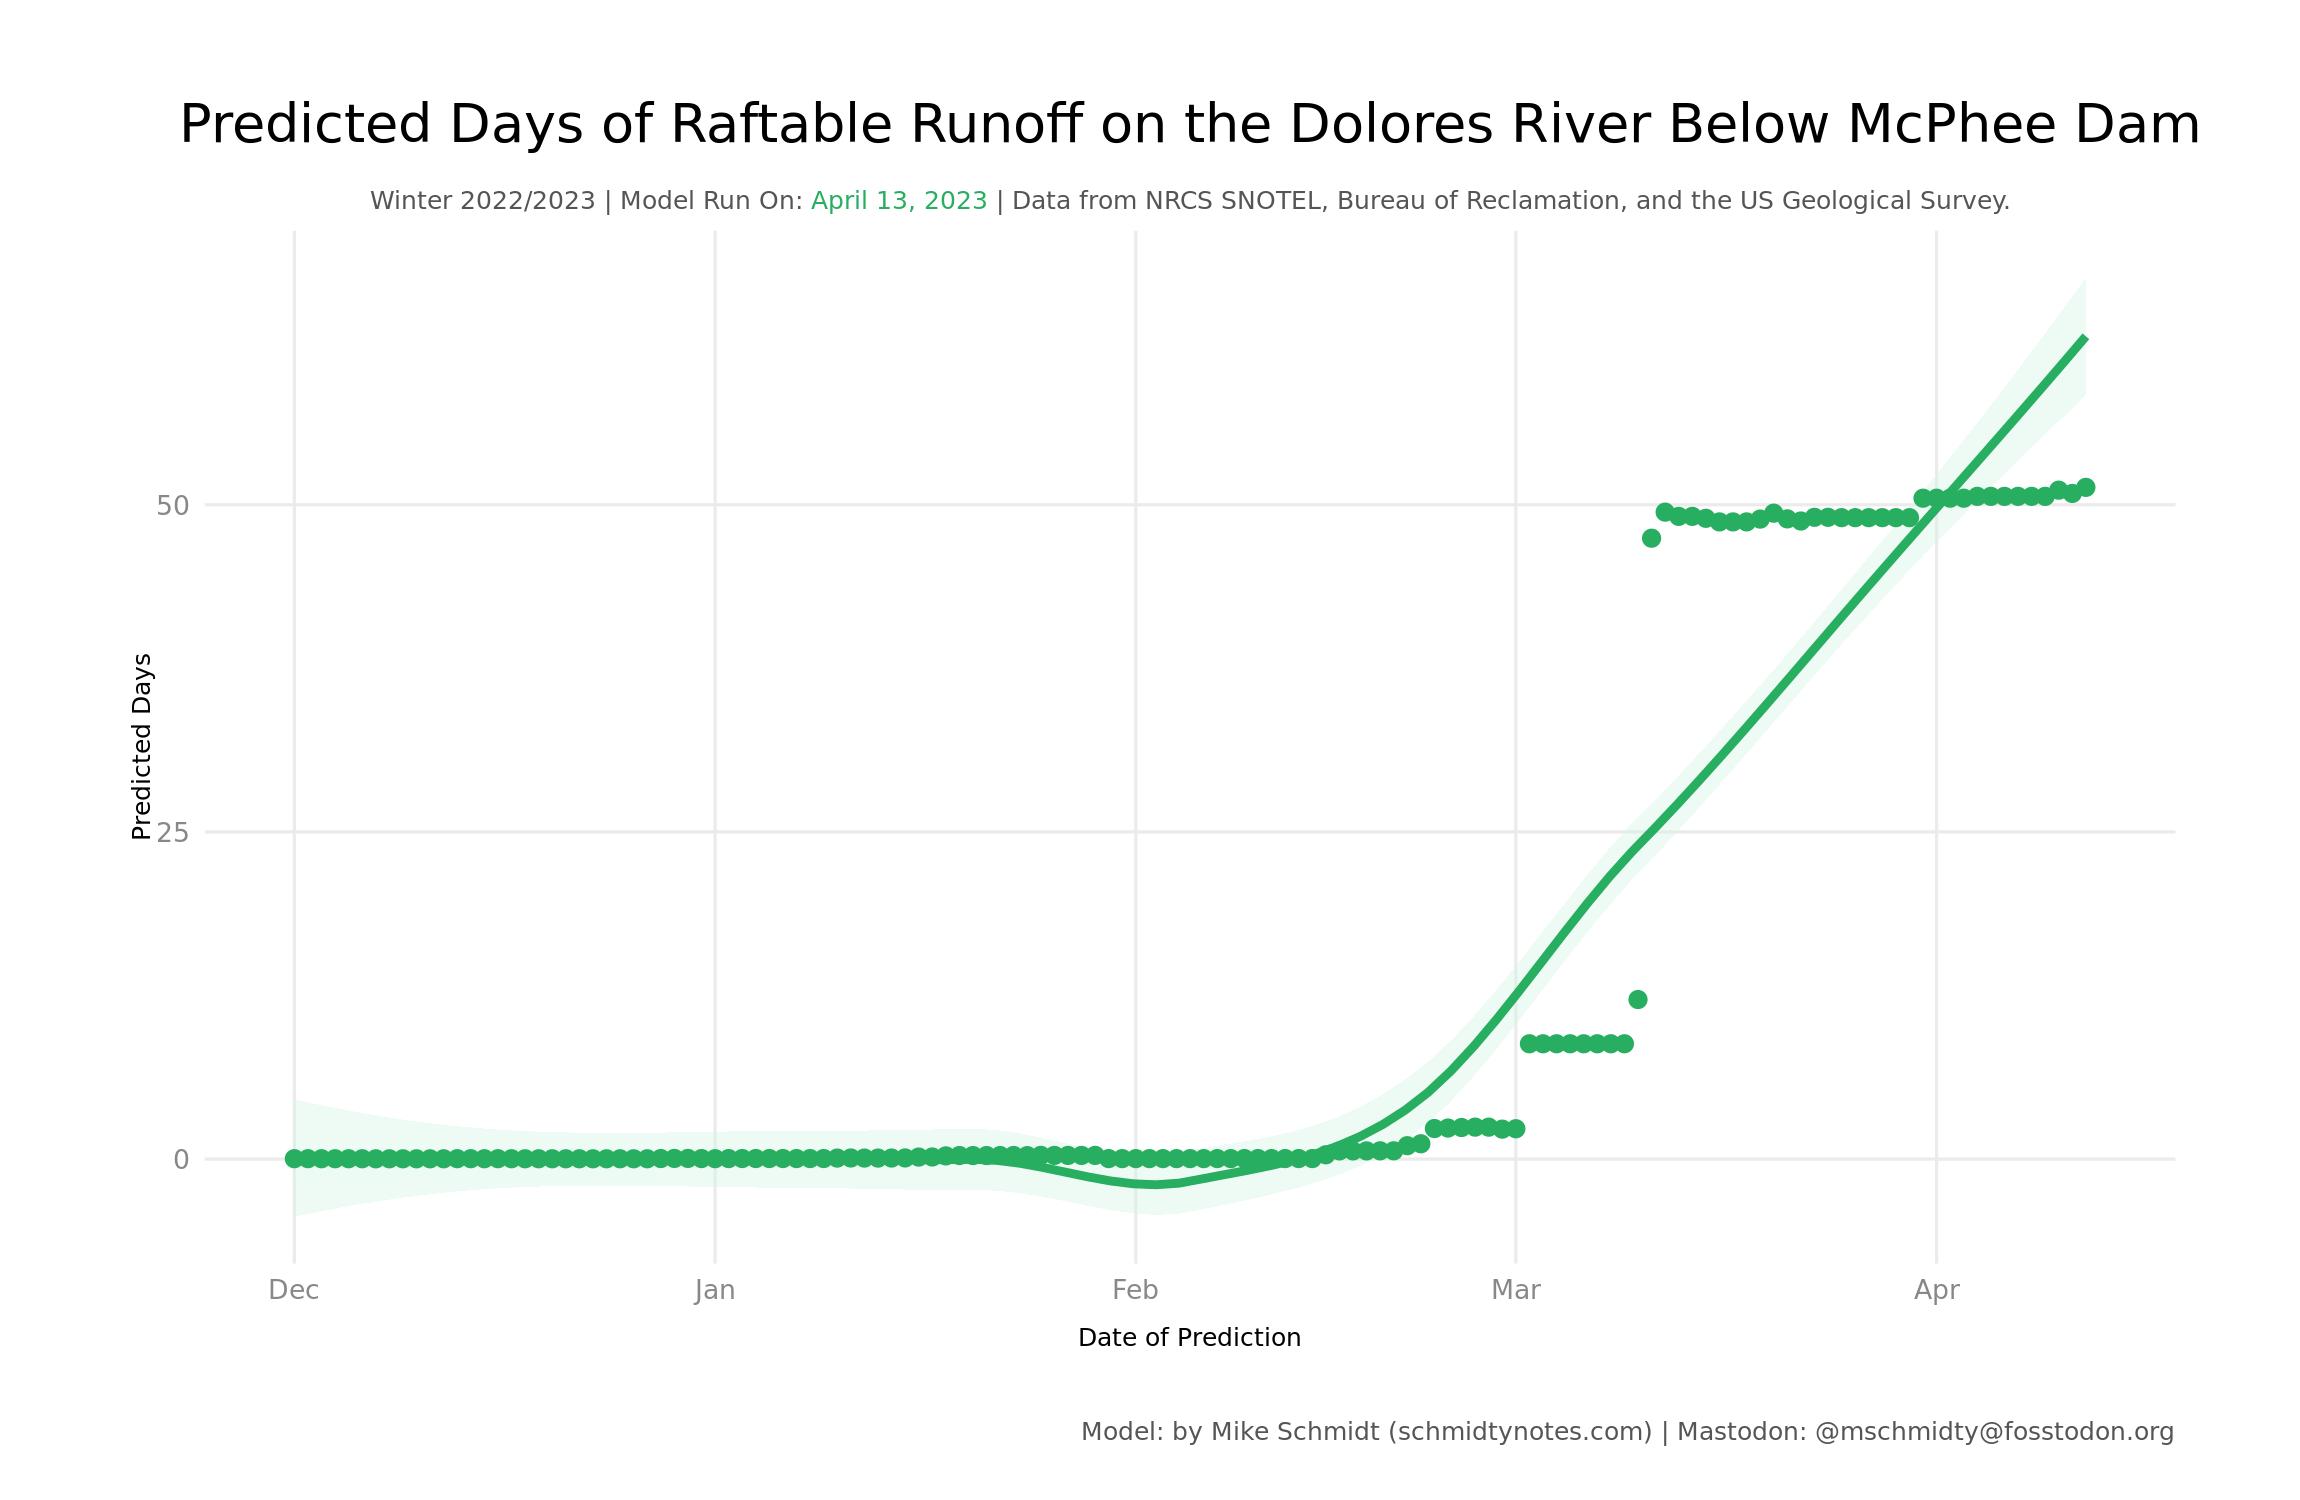 Predicted Days of Raftable Runoff on the Dolores River Below McPhee Dam
Winter 2022/2023 | Model Run On: April 13, 2023 | Data from NRCS SNOTEL, Bureau of Reclamation, and the US Geological Survey.
Predicted Days
50
25
0
Dec
Jan
Feb
Mar
Apr
Date of Prediction
Model: by Mike Schmidt (schmidtynotes.com) | Mastodon: @mschmidty@fosstodon.org